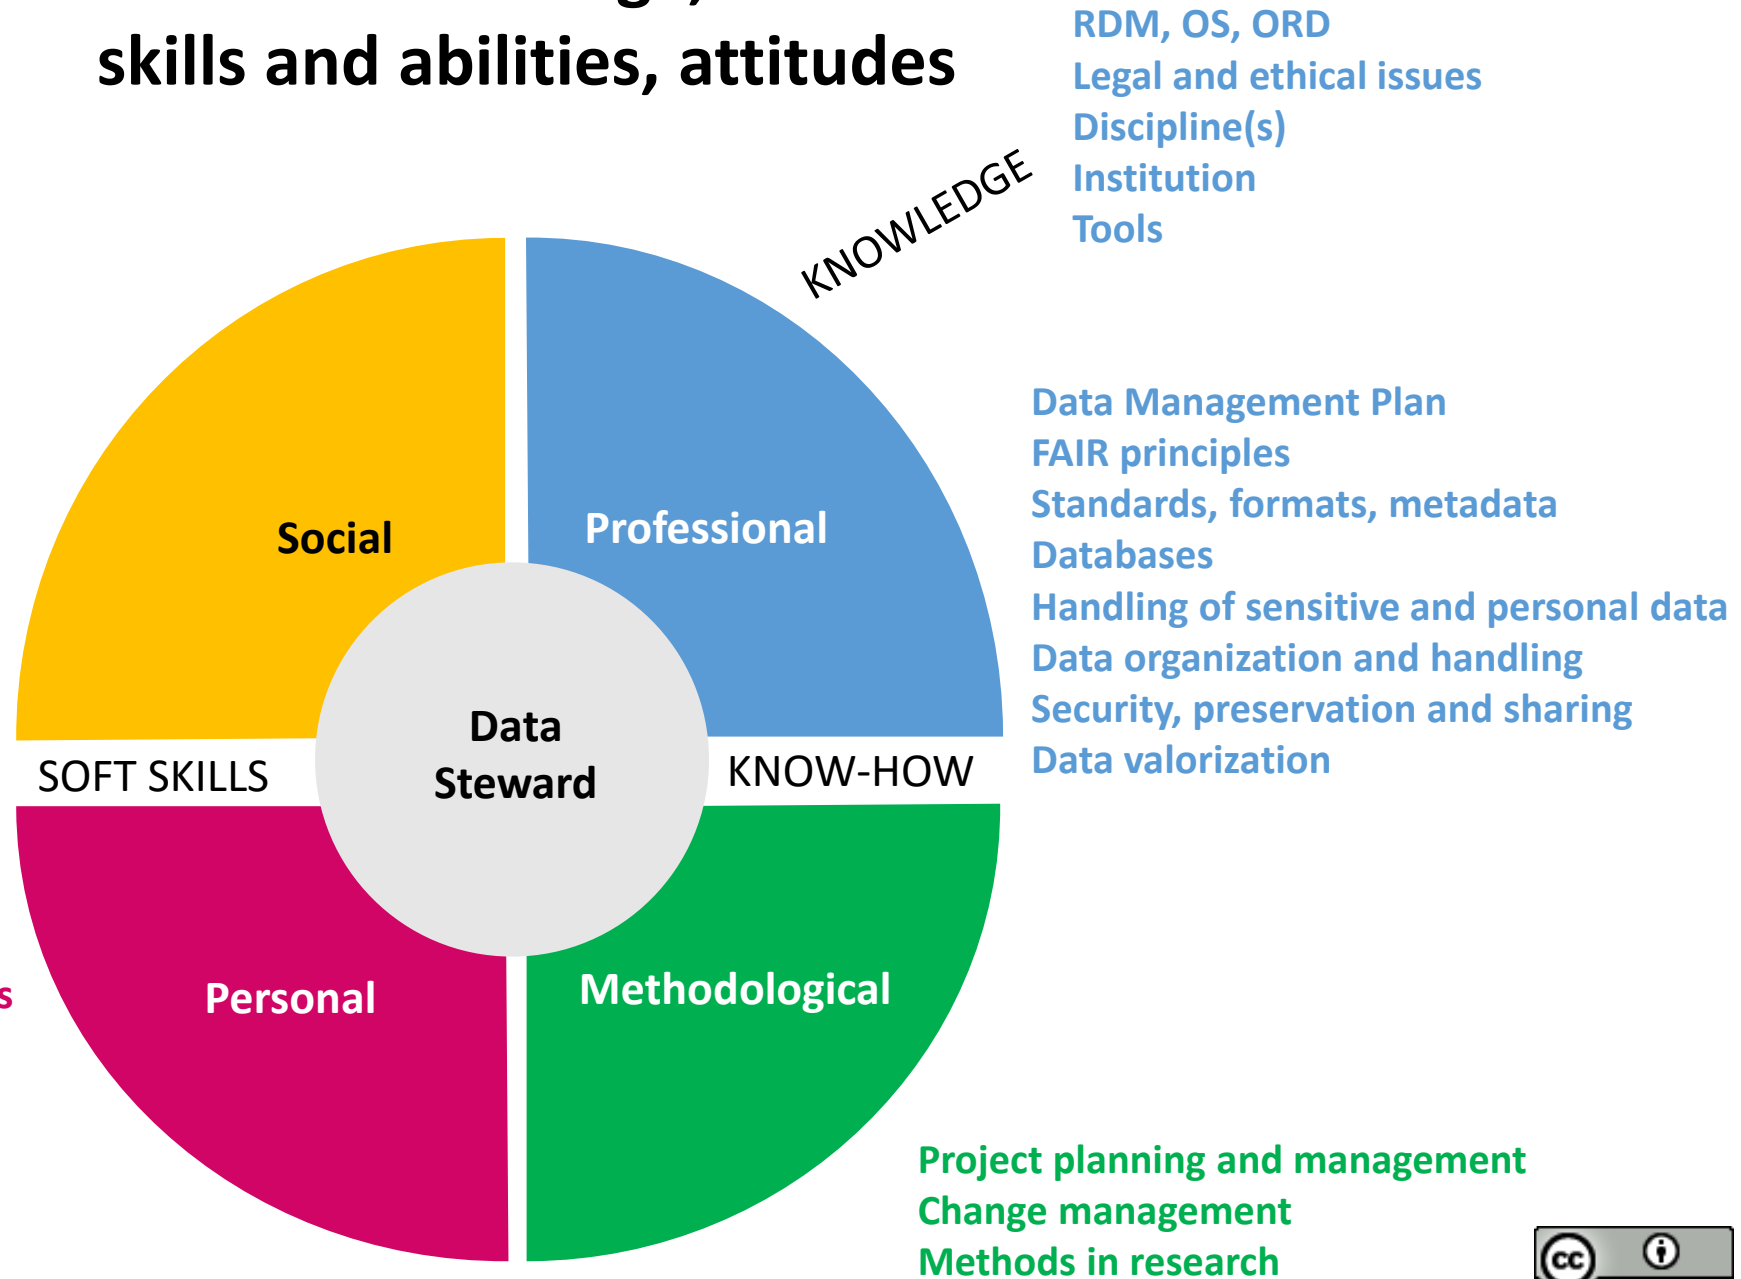 skills and abilities, attitudes
RDM, OS, ORD
Legal and ethical issues
Discipline(s)
Institution
Tools
KNOWLEDGE
Data Management Plan
FAIR principles
Standards, formats, metadata
Databases
Handling of sensitive and personal data
Data organization and handling
Security, preservation and sharing
Data valorization
Social
Professional
Data
Steward
SOFT SKILLS
KNOW-HOW
Personal
Methodological
Project planning and management
Change management
Methods in research
cc